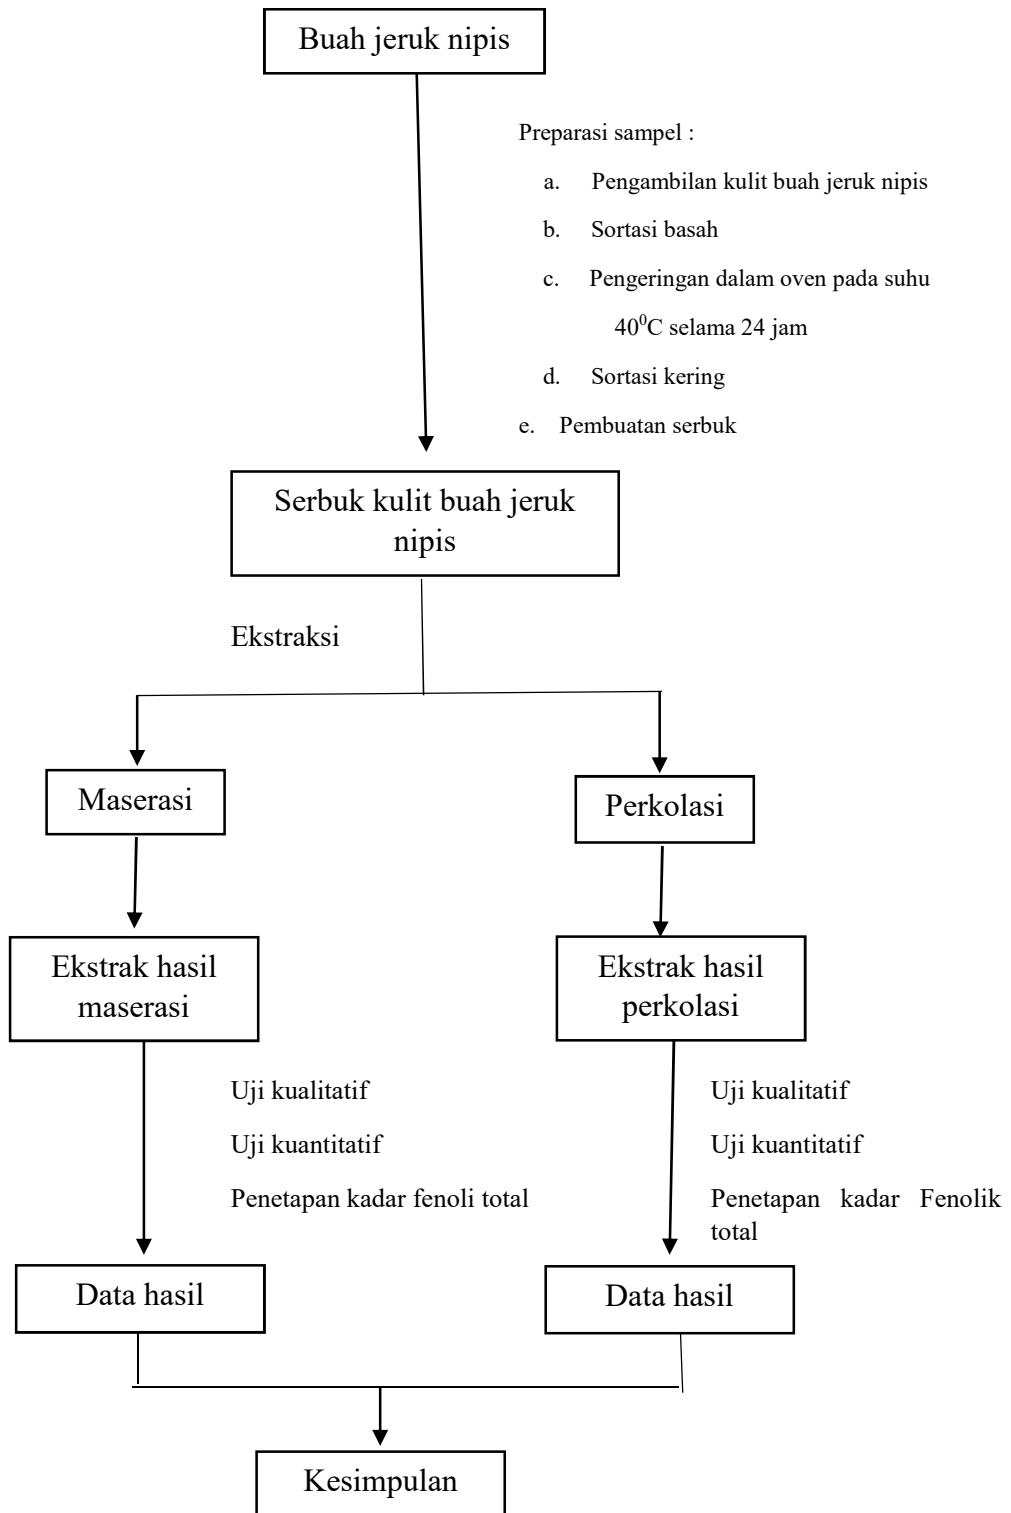 Buah jeruk nipis
Preparasi sampel :
a. Pengambilan kulit buah jeruk nipis
b. Sortasi basah
c. Pengeringan dalam oven pada suhu
40⁰C selama 24 jam
d. Sortasi kering
e. Pembuatan serbuk
Serbuk kulit buah jeruk
nipis
Ekstraksi
Maserasi
Perkolasi
Ekstrak hasil
maserasi
Ekstrak hasil
perkolasi
Uji kualitatif
Uji kuantitatif
Penetapan kadar fenoli total
Uji kualitatif
Uji kuantitatif
Penetapan kadar Fenolik
total
Data hasil
Data hasil
Kesimpulan